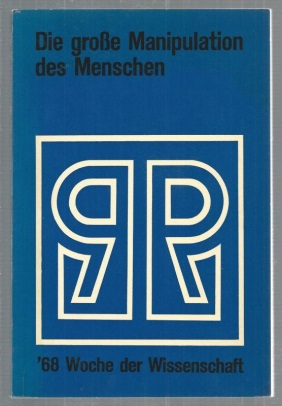 Die große Manipulation
des Menschen
'68 Woche der Wissenschaft